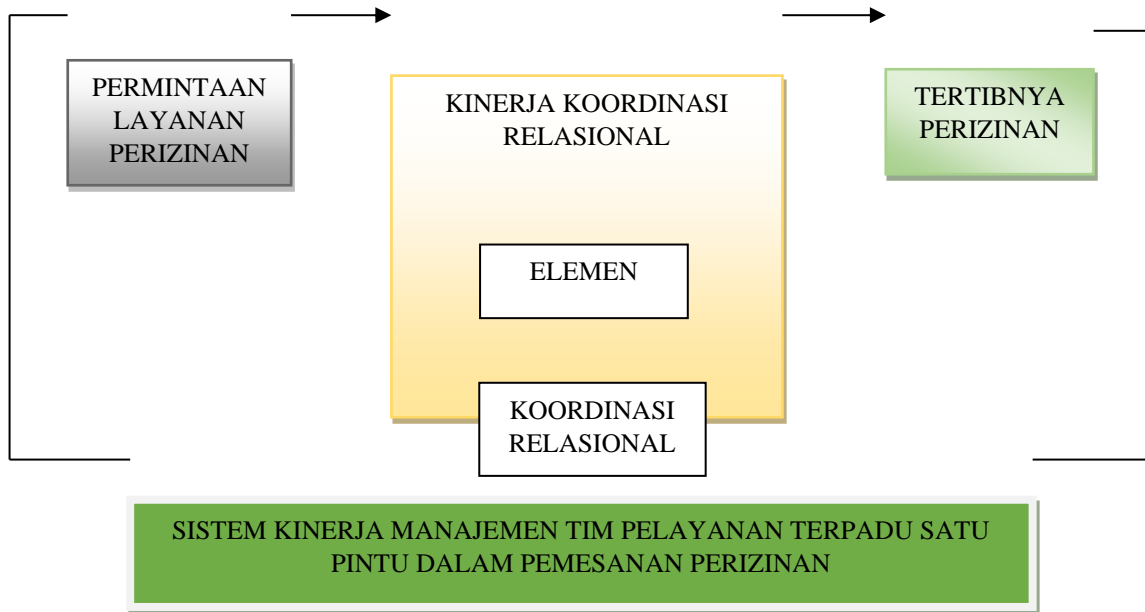 PERMINTAAN
LAYANAN
PERIZINAN
KINERJA KOORDINASI
RELASIONAL
TERTIBNYA
PERIZINAN
ELEMEN
KOORDINASI
RELASIONAL
SISTEM KINERJA MANAJEMEN TIM PELAYANAN TERPADU SATU
PINTU DALAM PEMESANAN PERIZINAN